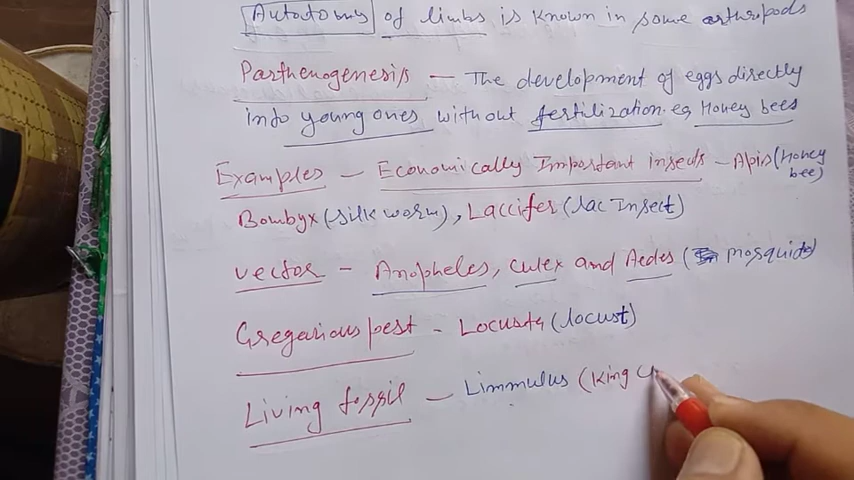 Autotomy of limbs is known in some arthropods
Parthenogenesis – The development of eggs directly
into young ones without fertilization. eg Honey bees
Examples – Economically Important insects – Apis (Honey
bee)
Bombyx (silk worm), Laccifer (lac Insect)
vector – Anopheles, culex and Aedes (Mosquitos)
Gregarious pest – Locusta (locust)
Living fossil – Limmulus (King C